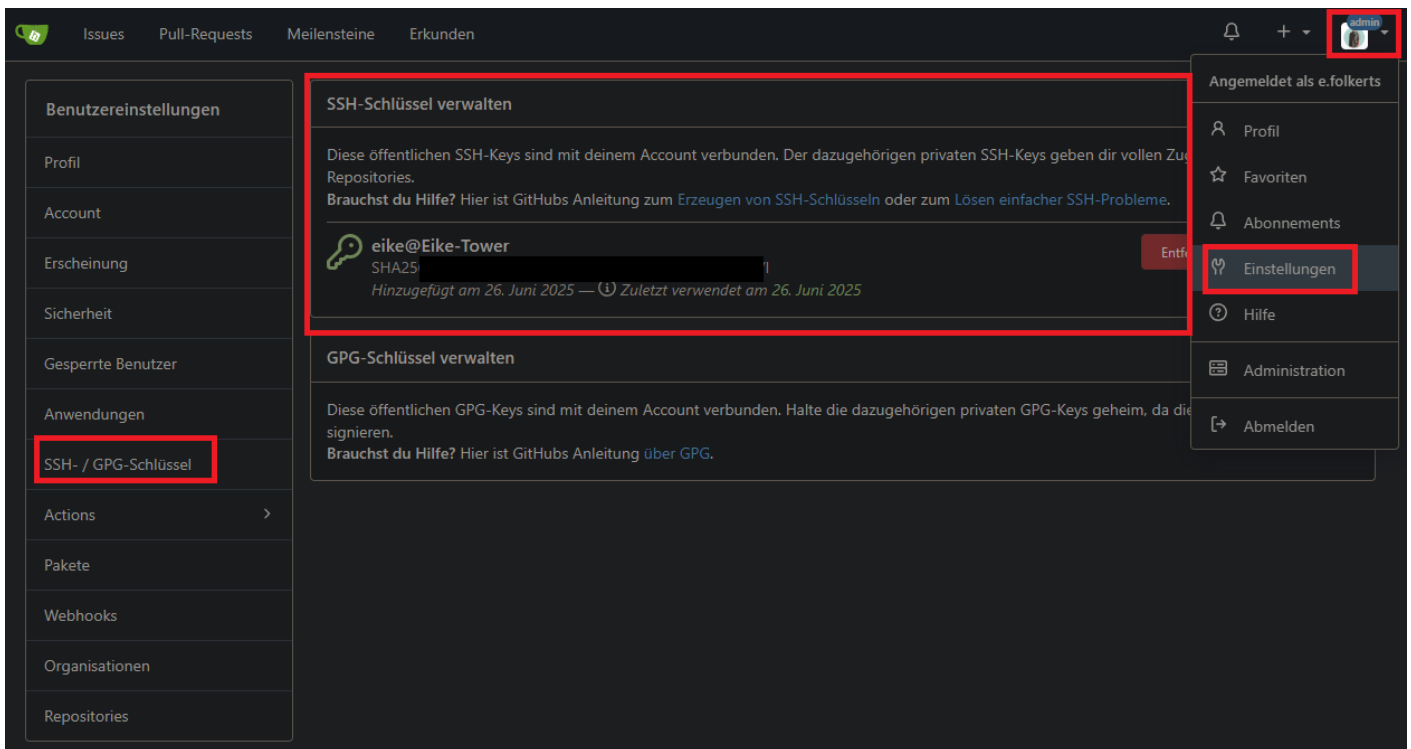 Issues Pull-Requests Meilensteine Erkunden
admin
Benutzereinstellungen
Profil
Account
Erscheinung
Sicherheit
Gesperrte Benutzer
Anwendungen
SSH- / GPG-Schlüssel
Actions
Pakete
Webhooks
Organisationen
Repositories
SSH-Schlüssel verwalten
Diese öffentlichen SSH-Keys sind mit deinem Account verbunden. Der dazugehörigen privaten SSH-Keys geben dir vollen Zu
Repositories.
Brauchst du Hilfe? Hier ist GitHubs Anleitung zum Erzeugen von SSH-Schlüsseln oder zum Lösen einfacher SSH-Probleme.
eike@Eike-Tower
SHA25
Hinzugefügt am 26. Juni 2025 — Zuletzt verwendet am 26. Juni 2025
Entf
GPG-Schlüssel verwalten
Diese öffentlichen GPG-Keys sind mit deinem Account verbunden. Halte die dazugehörigen privaten GPG-Keys geheim, da die
signieren.
Brauchst du Hilfe? Hier ist GitHubs Anleitung über GPG.
Angemeldet als e.folkerts
Profil
Favoriten
Abonnements
Einstellungen
Hilfe
Administration
Abmelden